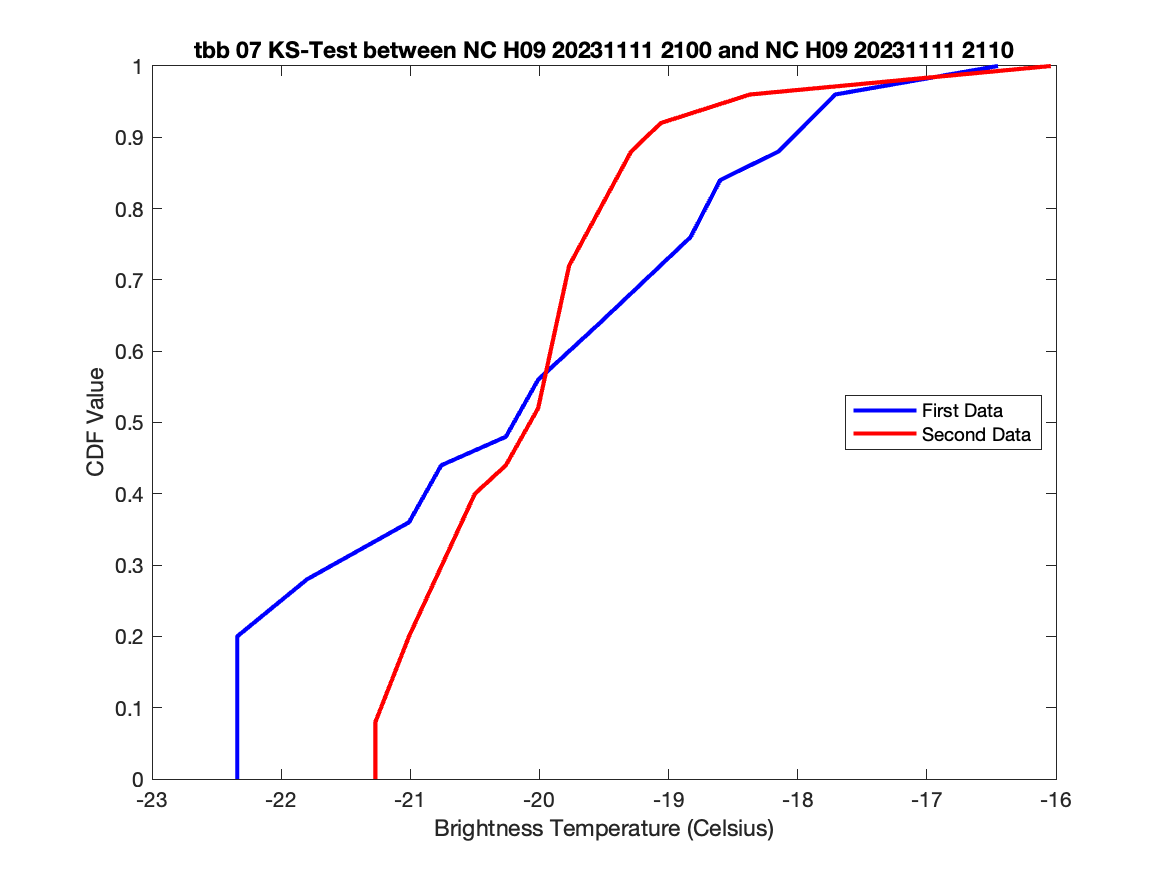 tbb 07 KS-Test between NC H09 20231111 2100 and NC H09 20231111 2110
1
0.9
0.8
0.7
0.6
0.5
0.4
0.3
0.2
0.1
0
CDF Value
First Data
Second Data
-23 -22 -21 -20 -19 -18 -17 -16
Brightness Temperature (Celsius)